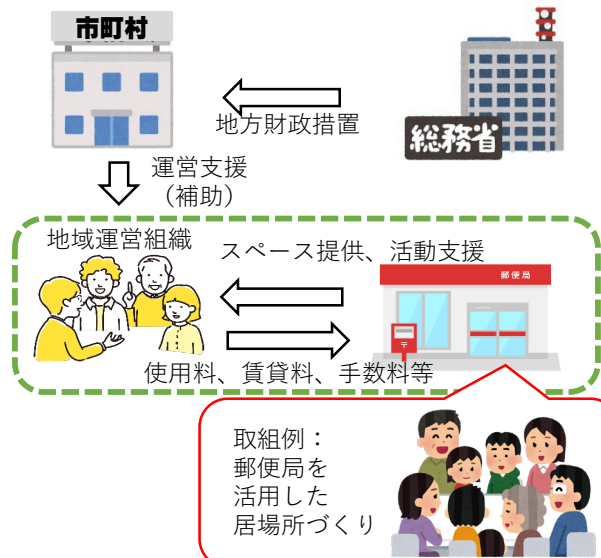 市町村
地方財政措置
総務省
運営支援
（補助）
地域運営組織
スペース提供、活動支援
郵便局
〒
使用料、賃貸料、手数料等
取組例：
郵便局を
活用した
居場所づくり